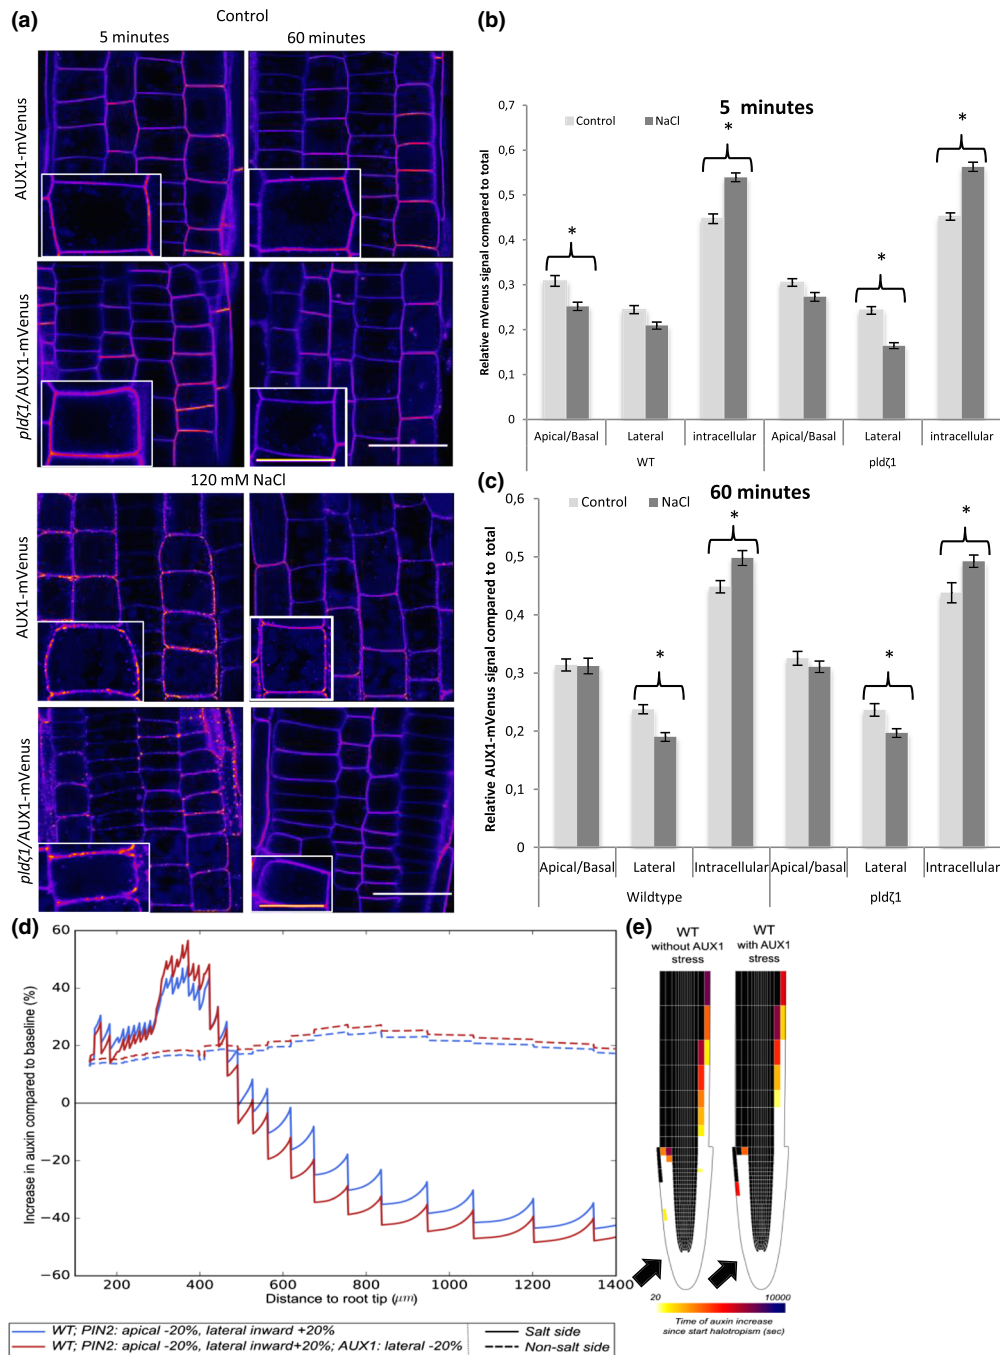 (a)
Control
5 minutes
60 minutes
AUX1-mVenus
pldζ1/AUX1-mVenus
120 mM NaCl
AUX1-mVenus
pldζ1/AUX1-mVenus
(b)
5 minutes
Control
NaCl
Relative mVenus signal compared to total
0,7
0,6
0,5
0,4
0,3
0,2
0,1
0
*
*
*
*
Apical/Basal
Lateral
intracellular
Apical/Basal
Lateral
intracellular
WT
pldζ1
(c)
60 minutes
Control
NaCl
Relative AUX1-mVenus signal compared to total
0,6
0,5
0,4
0,3
0,2
0,1
0
*
*
*
*
Apical/Basal
Lateral
Intracellular
Apical/basal
Lateral
Intracellular
Wildtype
pldζ1
(d)
Increase in auxin compared to baseline (%)
60
40
20
0
−20
−40
−60
200
400
600
800
1000
1200
1400
Distance to root tip (μm)
WT; PIN2: apical -20%, lateral inward +20%
WT; PIN2: apical -20%, lateral inward+20%; AUX1: lateral -20%
Salt side
Non-salt side
(e)
WT
without AUX1
stress
WT
with AUX1
stress
20
10000
Time of auxin increase
since start halotropism (sec)